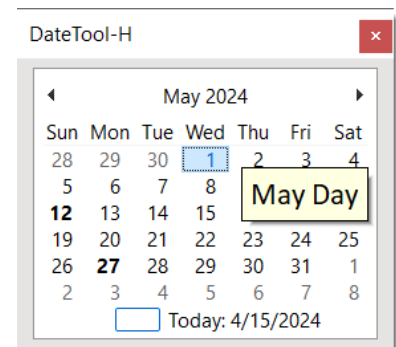 DateTool-H
May 2024
Sun Mon Tue Wed Thu Fri Sat
28 29 30 1 2 3 4
5 6 7 8
May Day
12 13 14 15
19 20 21 22 23 24 25
26 27 28 29 30 31 1
2 3 4 5 6 7 8
Today: 4/15/2024